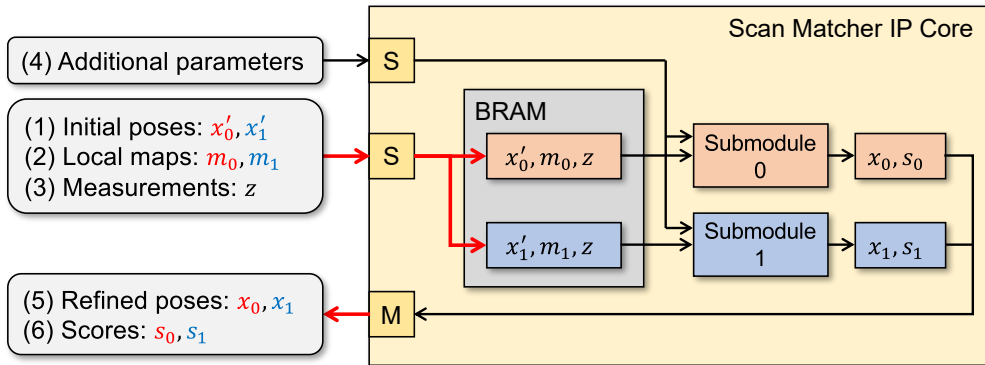 Scan Matcher IP Core
(4) Additional parameters
S
(1) Initial poses: x′₀, x′₁
(2) Local maps: m₀, m₁
(3) Measurements: z
S
BRAM
x′₀, m₀, z
Submodule
0
x₀, s₀
x′₁, m₁, z
Submodule
1
x₁, s₁
(5) Refined poses: x₀, x₁
(6) Scores: s₀, s₁
M